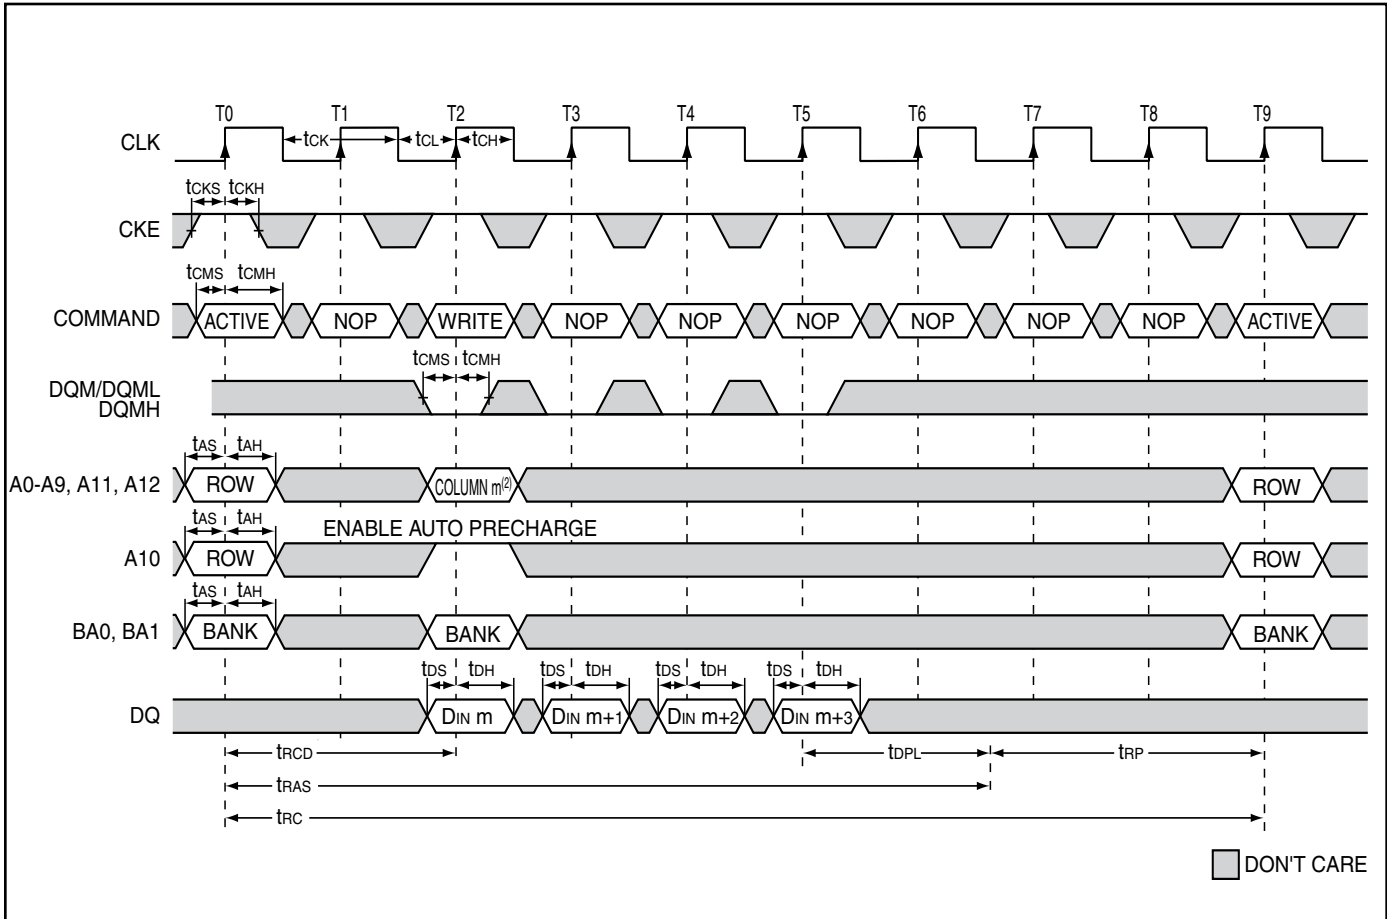 T0 T1 T2 T3 T4 T5 T6 T7 T8 T9
CLK tCK tCL tCH
tCKS tCKH
CKE
tCMS tCMH
COMMAND ACTIVE NOP WRITE NOP NOP NOP NOP NOP NOP ACTIVE
tCMS tCMH
DQM/DQML
DQMH
tAS tAH
A0-A9, A11, A12 ROW COLUMN m(2) ROW
tAS tAH ENABLE AUTO PRECHARGE
A10 ROW ROW
tAS tAH
BA0, BA1 BANK BANK BANK
tDS tDH tDS tDH tDS tDH tDS tDH
DQ DIN m DIN m+1 DIN m+2 DIN m+3
tRCD tDPL tRP
tRAS
tRC
DON'T CARE